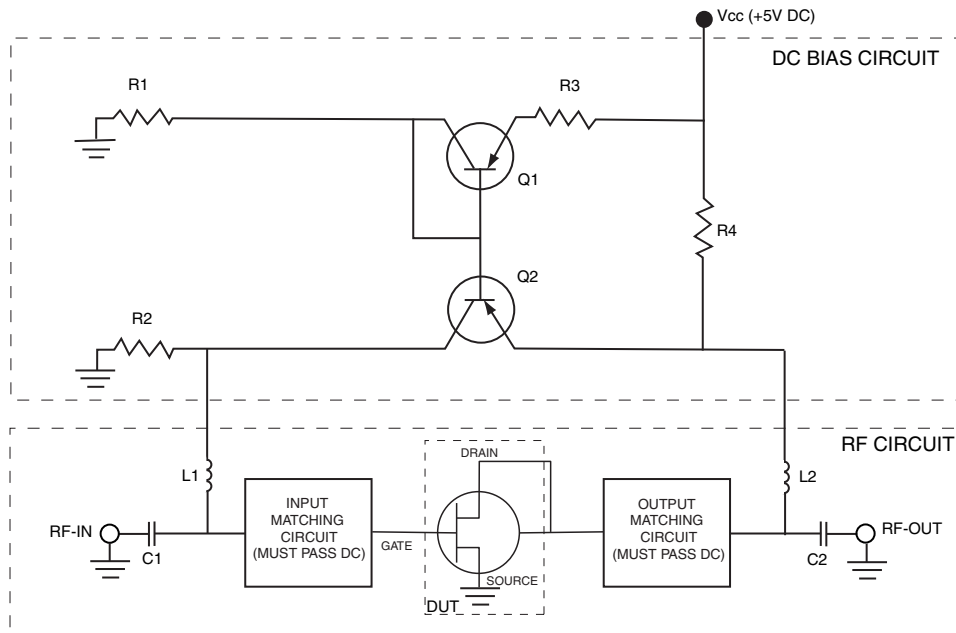 Vcc (+5V DC)
DC BIAS CIRCUIT
R1
R3
Q1
R4
Q2
R2
RF CIRCUIT
DRAIN
L1
L2
INPUT
MATCHING
CIRCUIT
(MUST PASS DC)
OUTPUT
MATCHING
CIRCUIT
(MUST PASS DC)
RF-IN
C1
GATE
SOURCE
DUT
C2
RF-OUT